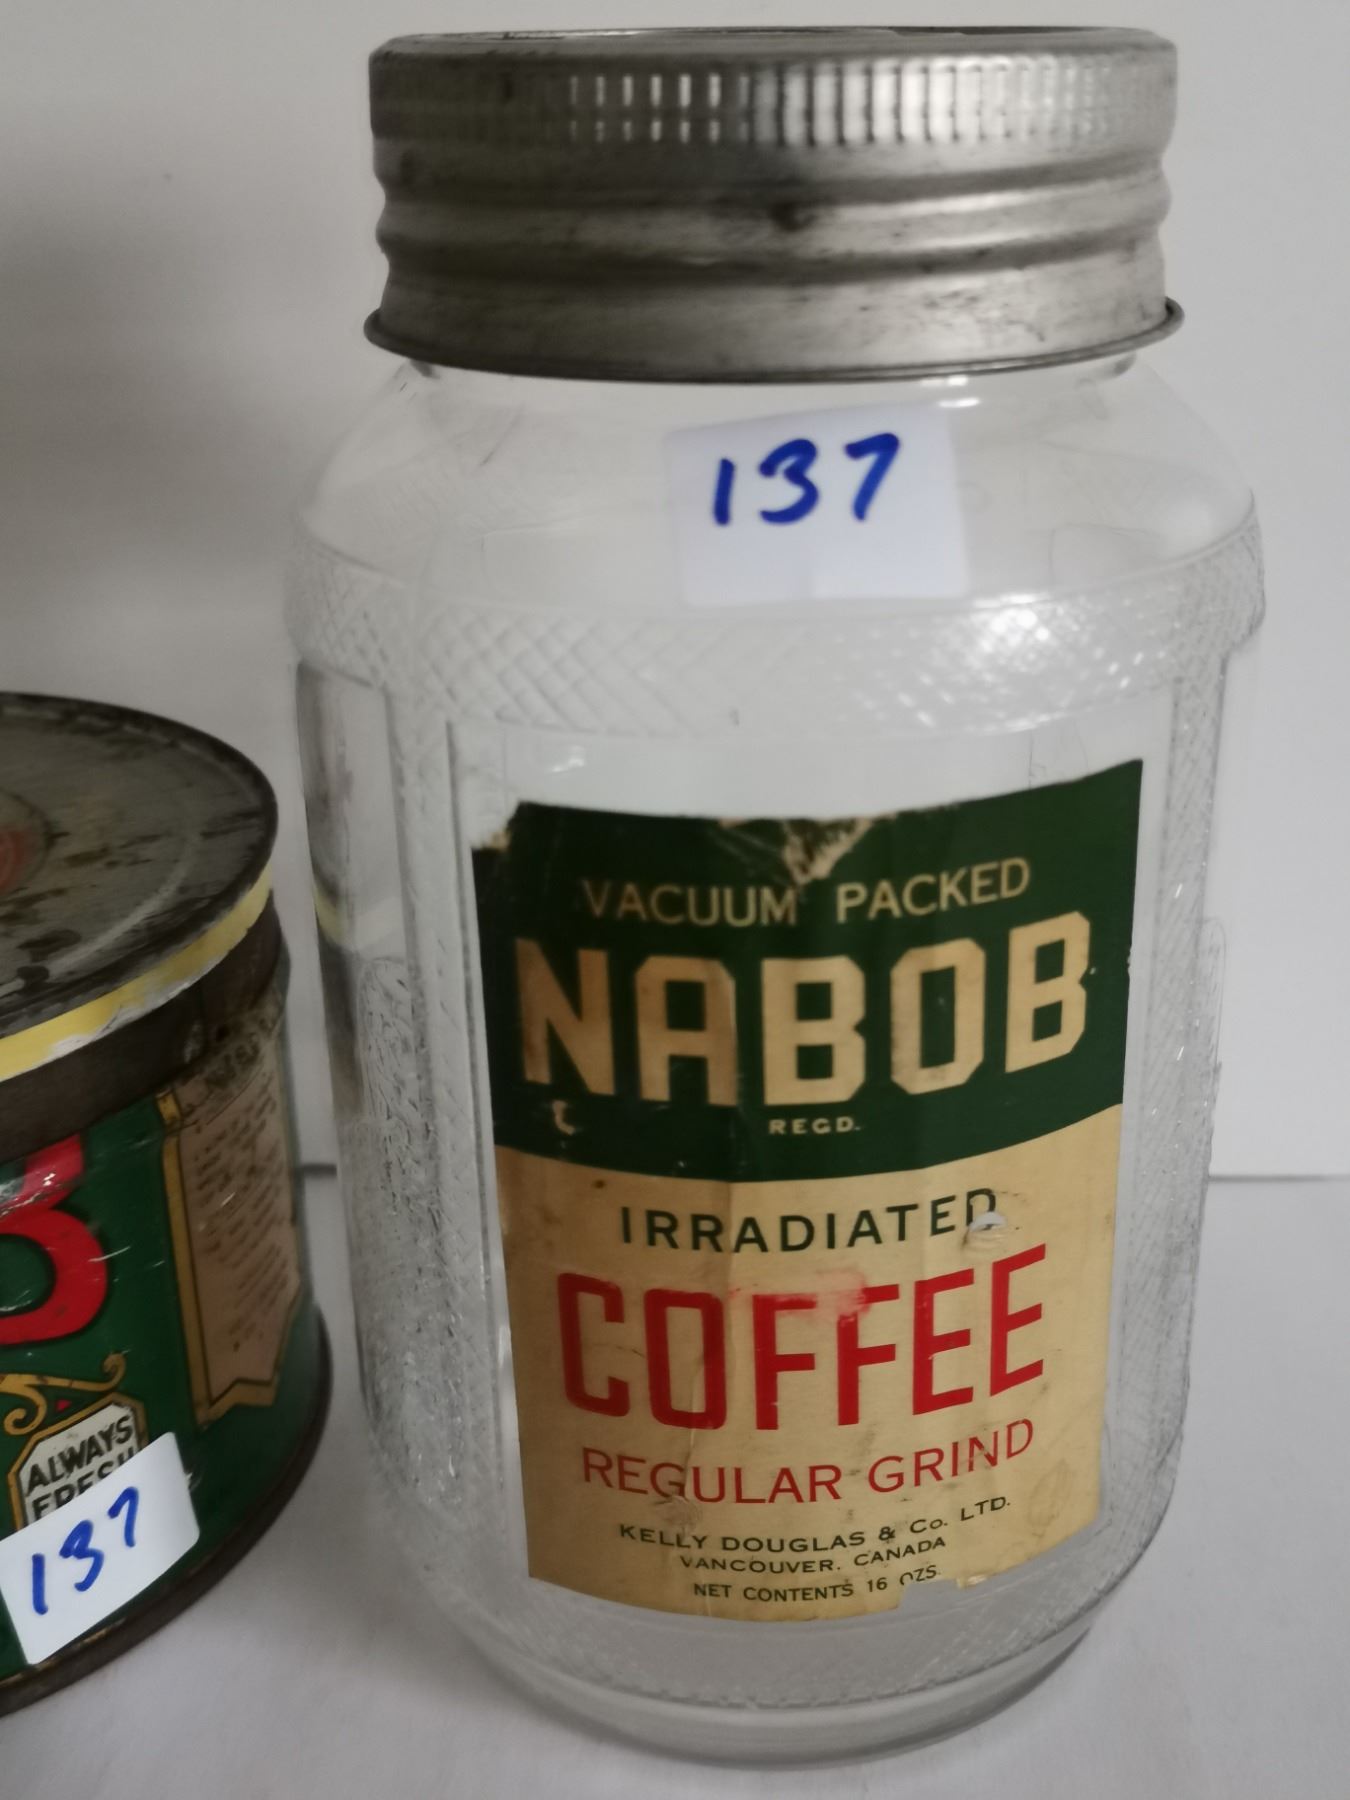 137
VACUUM PACKED
NABOB
REGD.
IRRADIATED
COFFEE
REGULAR GRIND
KELLY DOUGLAS & Co. LTD.
VANCOUVER, CANADA
NET CONTENTS 16 OZS.
B
ALWAYS
FRESH
137